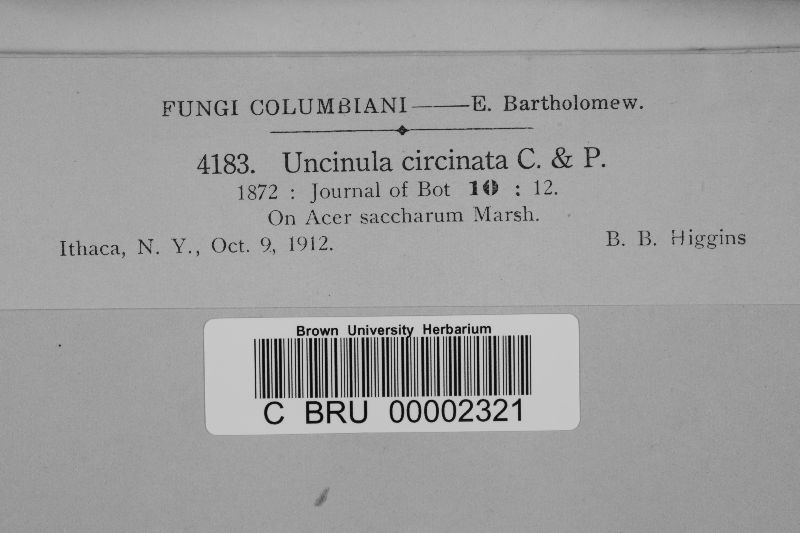 FUNGI COLUMBIANI——E. Bartholomew.
4183. Uncinula circinata C. & P.
1872 : Journal of Bot 10 : 12.
On Acer saccharum Marsh.
Ithaca, N. Y., Oct. 9, 1912. B. B. Higgins
Brown University Herbarium
C BRU 00002321